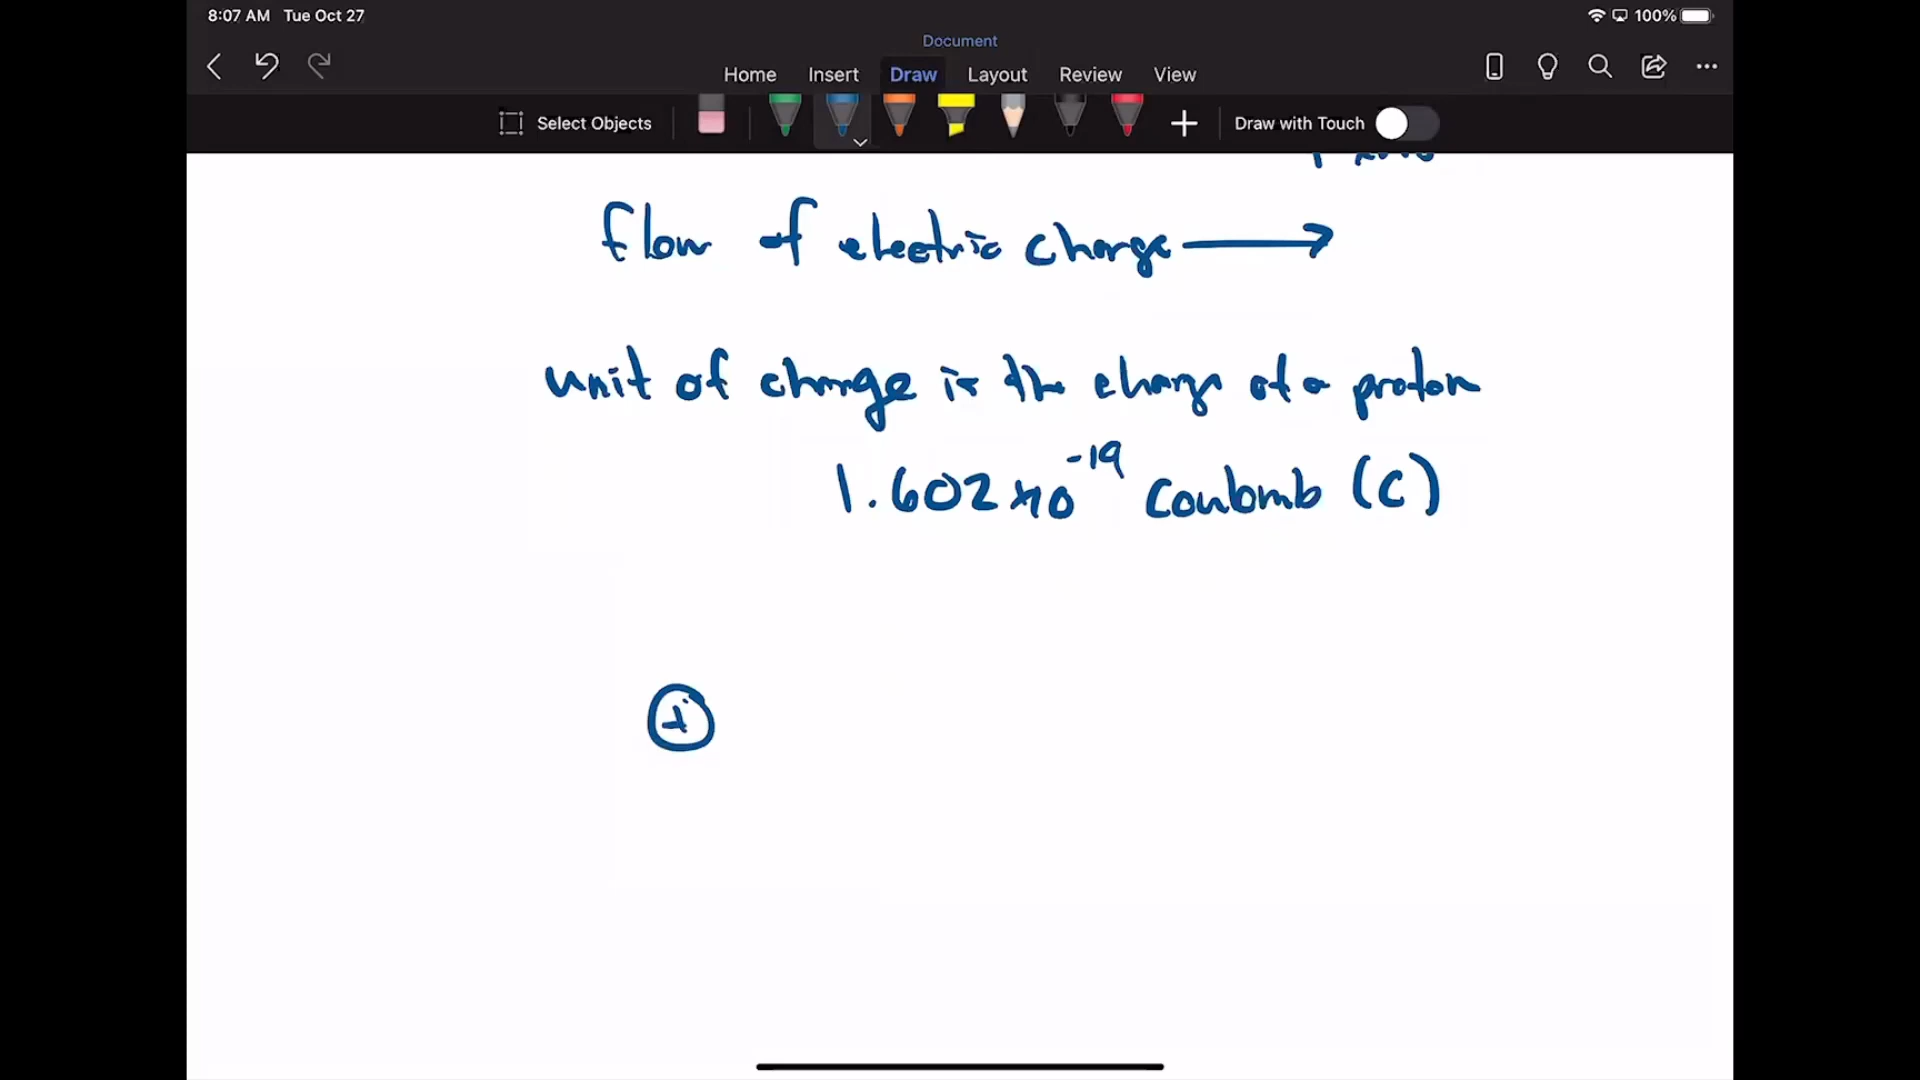 8:07 AM Tue Oct 27
100%
Document
Home Insert Draw Layout Review View
Select Objects
Draw with Touch
flow of electric charge →
unit of charge is the charge of a proton
1.602 x10⁻¹⁹ Coulomb (C)
+